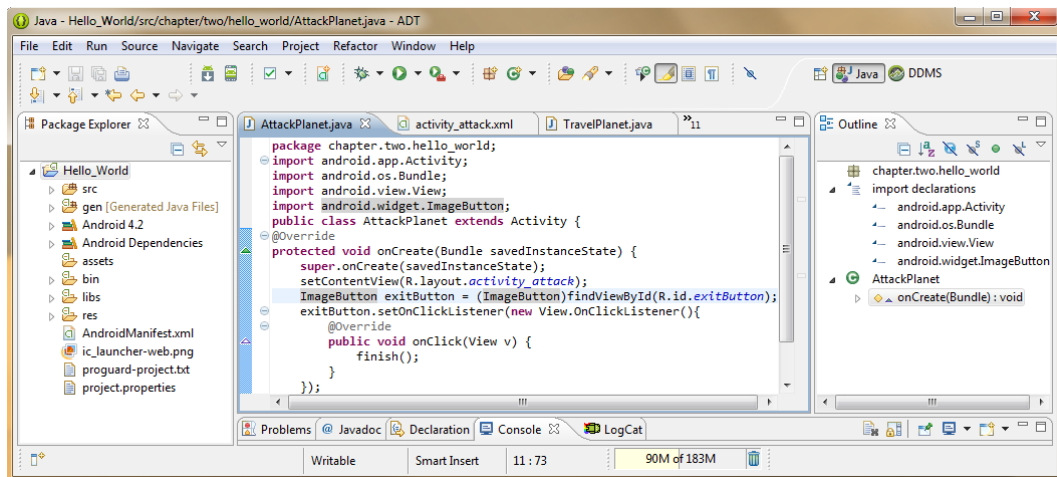 Java - Hello_World/src/chapter/two/hello_world/AttackPlanet.java - ADT
File Edit Run Source Navigate Search Project Refactor Window Help
Java DDMS
Package Explorer
Hello_World
src
gen [Generated Java Files]
Android 4.2
Android Dependencies
assets
bin
libs
res
AndroidManifest.xml
ic_launcher-web.png
proguard-project.txt
project.properties
AttackPlanet.java activity_attack.xml TravelPlanet.java »11
package chapter.two.hello_world;
import android.app.Activity;
import android.os.Bundle;
import android.view.View;
import android.widget.ImageButton;
public class AttackPlanet extends Activity {
@Override
protected void onCreate(Bundle savedInstanceState) {
super.onCreate(savedInstanceState);
setContentView(R.layout.activity_attack);
ImageButton exitButton = (ImageButton)findViewById(R.id.exitButton);
exitButton.setOnClickListener(new View.OnClickListener(){
@Override
public void onClick(View v) {
finish();
}
});
Outline
chapter.two.hello_world
import declarations
android.app.Activity
android.os.Bundle
android.view.View
android.widget.ImageButton
AttackPlanet
onCreate(Bundle) : void
Problems @ Javadoc Declaration Console LogCat
Writable Smart Insert 11 : 73 90M of 183M